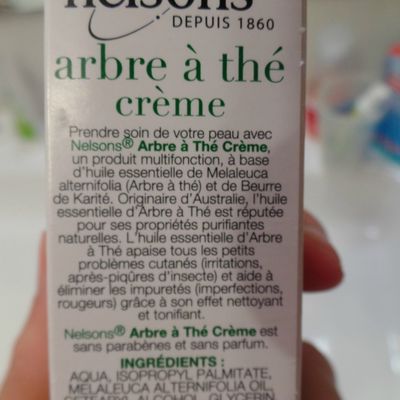 nelsons
DEPUIS 1860
arbre à thé
crème
Prendre soin de votre peau avec
Nelsons® Arbre à Thé Crème,
un produit multifonction, à base
d'huile essentielle de Melaleuca
alternifolia (Arbre à thé) et de Beurre
de Karité. Originaire d'Australie, l'huile
essentielle d'Arbre à Thé est réputée
pour ses propriétés purifiantes
naturelles. L'huile essentielle d'Arbre
à Thé apaise tous les petits
problèmes cutanés (irritations,
après-piqûres d'insecte) et aide à
éliminer les impuretés (imperfections,
rougeurs) grâce à son effet nettoyant
et tonifiant.
Nelsons® Arbre à Thé Crème est
sans parabènes et sans parfum.
INGRÉDIENTS :
AQUA, ISOPROPYL PALMITATE,
MELALEUCA ALTERNIFOLIA OIL,
CETEARYL ALCOHOL, GLYCERIN